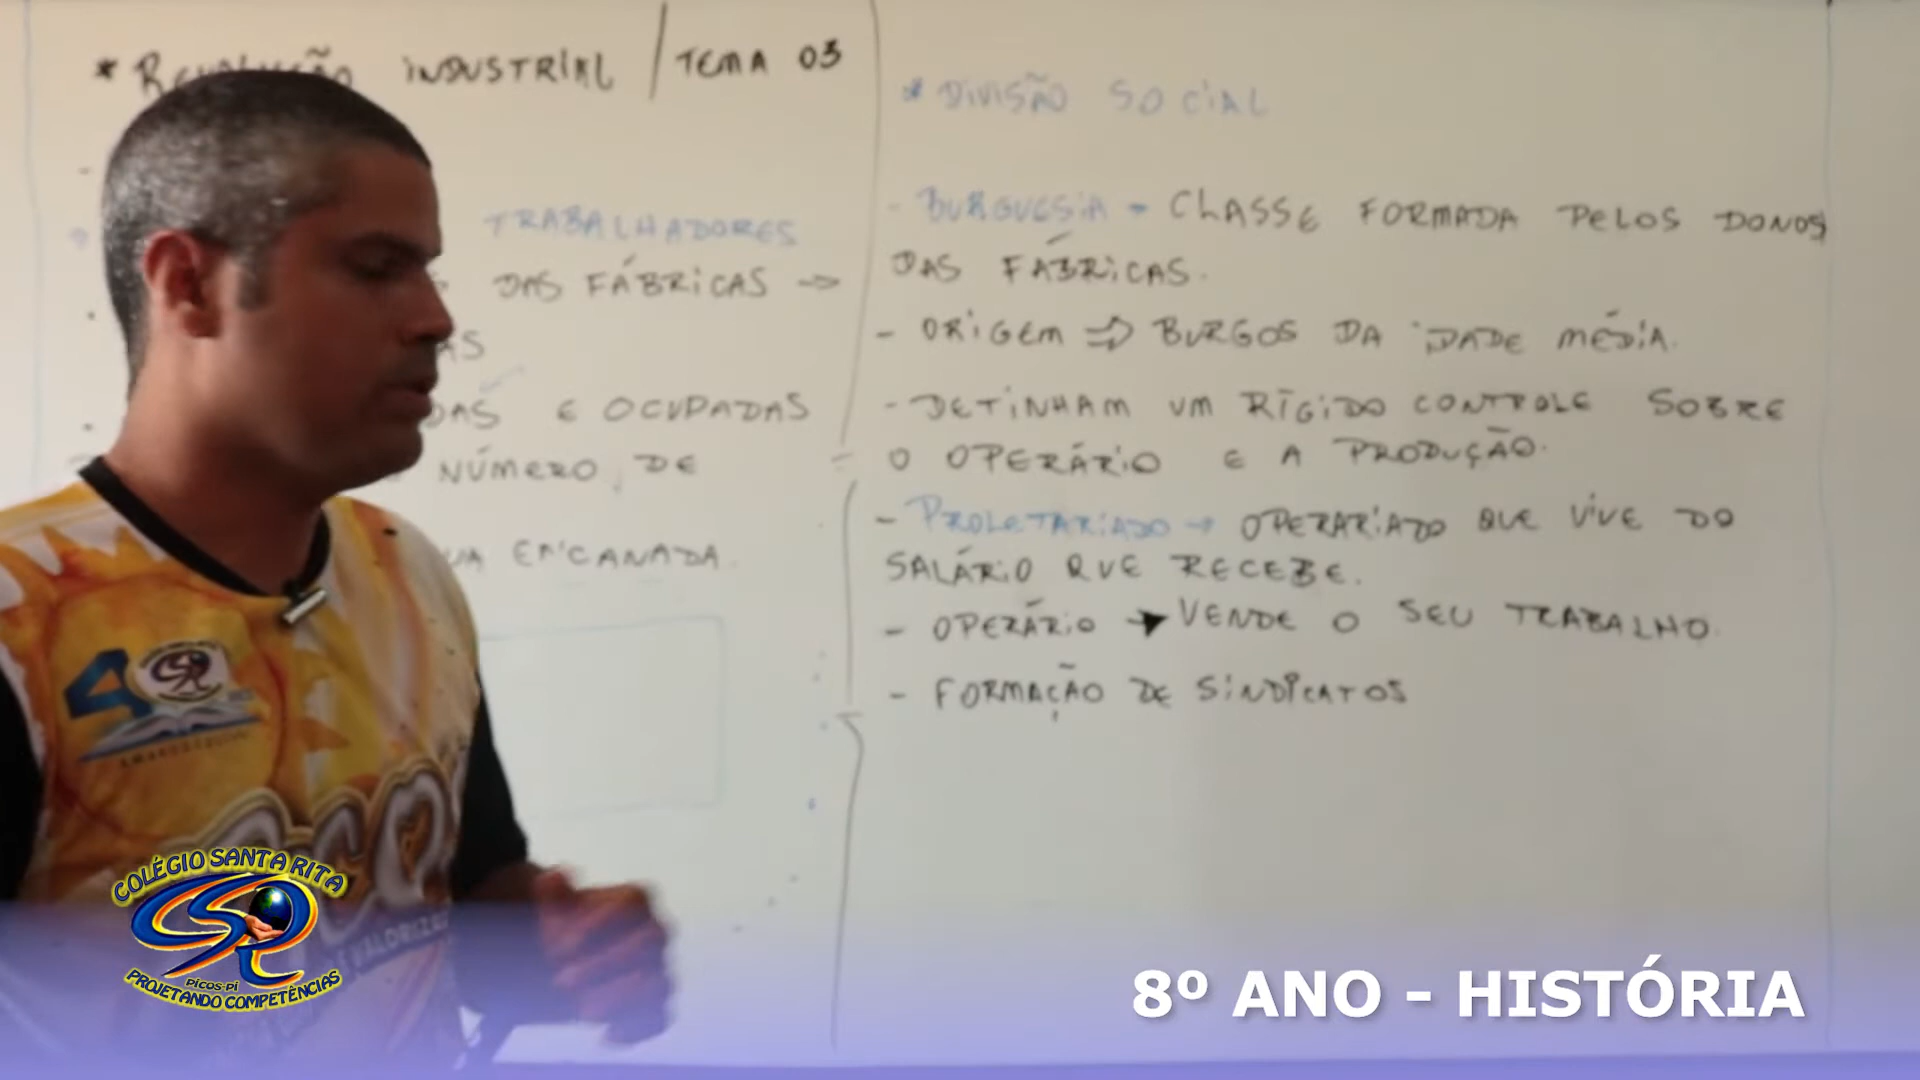 * REVOLUÇÃO INDUSTRIAL / TEMA 03
TRABALHADORES
DAS FÁBRICAS →
E OCUPADAS
NÚMERO DE
ENCANADA.
* DIVISÃO SOCIAL
- BURGUESIA - CLASSE FORMADA PELOS DONOS
DAS FÁBRICAS.
- ORIGEM ⇒ BURGOS DA IDADE MÉDIA.
- DETINHAM UM RÍGIDO CONTROLE SOBRE
O OPERÁRIO E A PRODUÇÃO.
- PROLETARIADO → OPERARIADO QUE VIVE DO
SALÁRIO QUE RECEBE.
- OPERÁRIO → VENDE O SEU TRABALHO.
- FORMAÇÃO DE SINDICATOS
40
COLÉGIO SANTA RITA
CSR
PICOS-PI
PROJETANDO COMPETÊNCIAS
8º ANO - HISTÓRIA